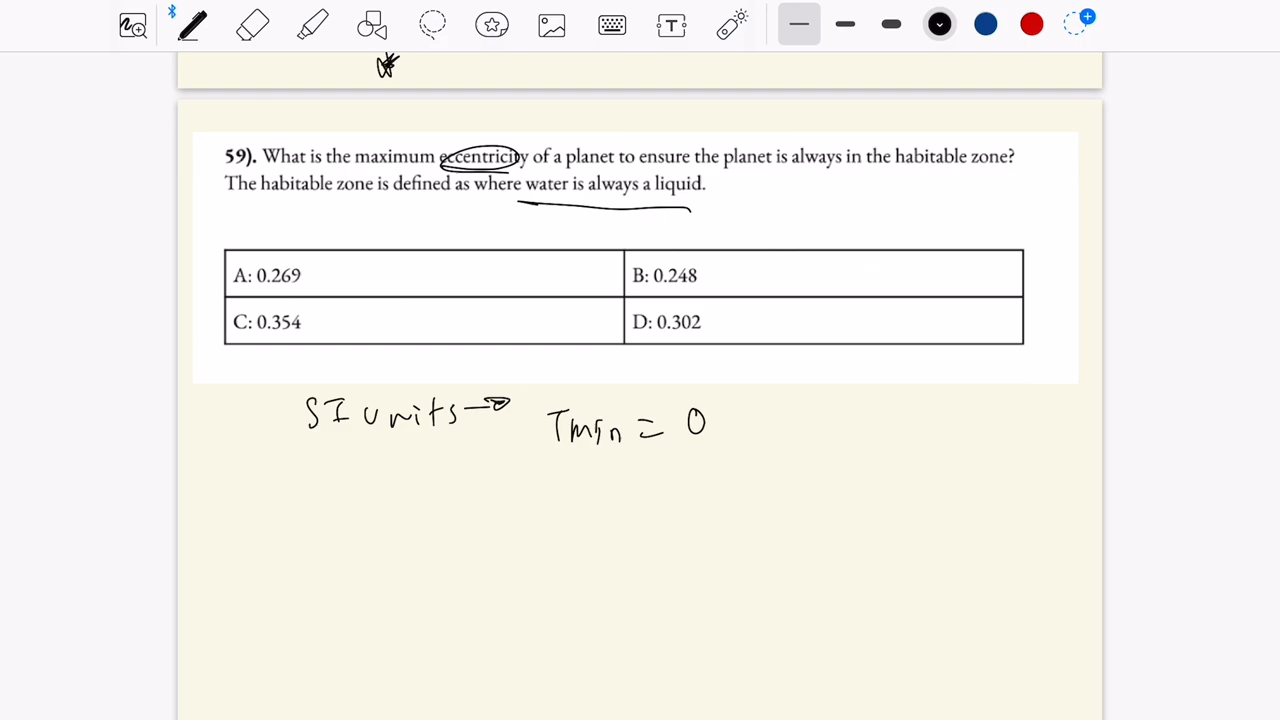 59). What is the maximum eccentricity of a planet to ensure the planet is always in the habitable zone?
The habitable zone is defined as where water is always a liquid.
A: 0.269
B: 0.248
C: 0.354
D: 0.302
SI units → Tmin = 0